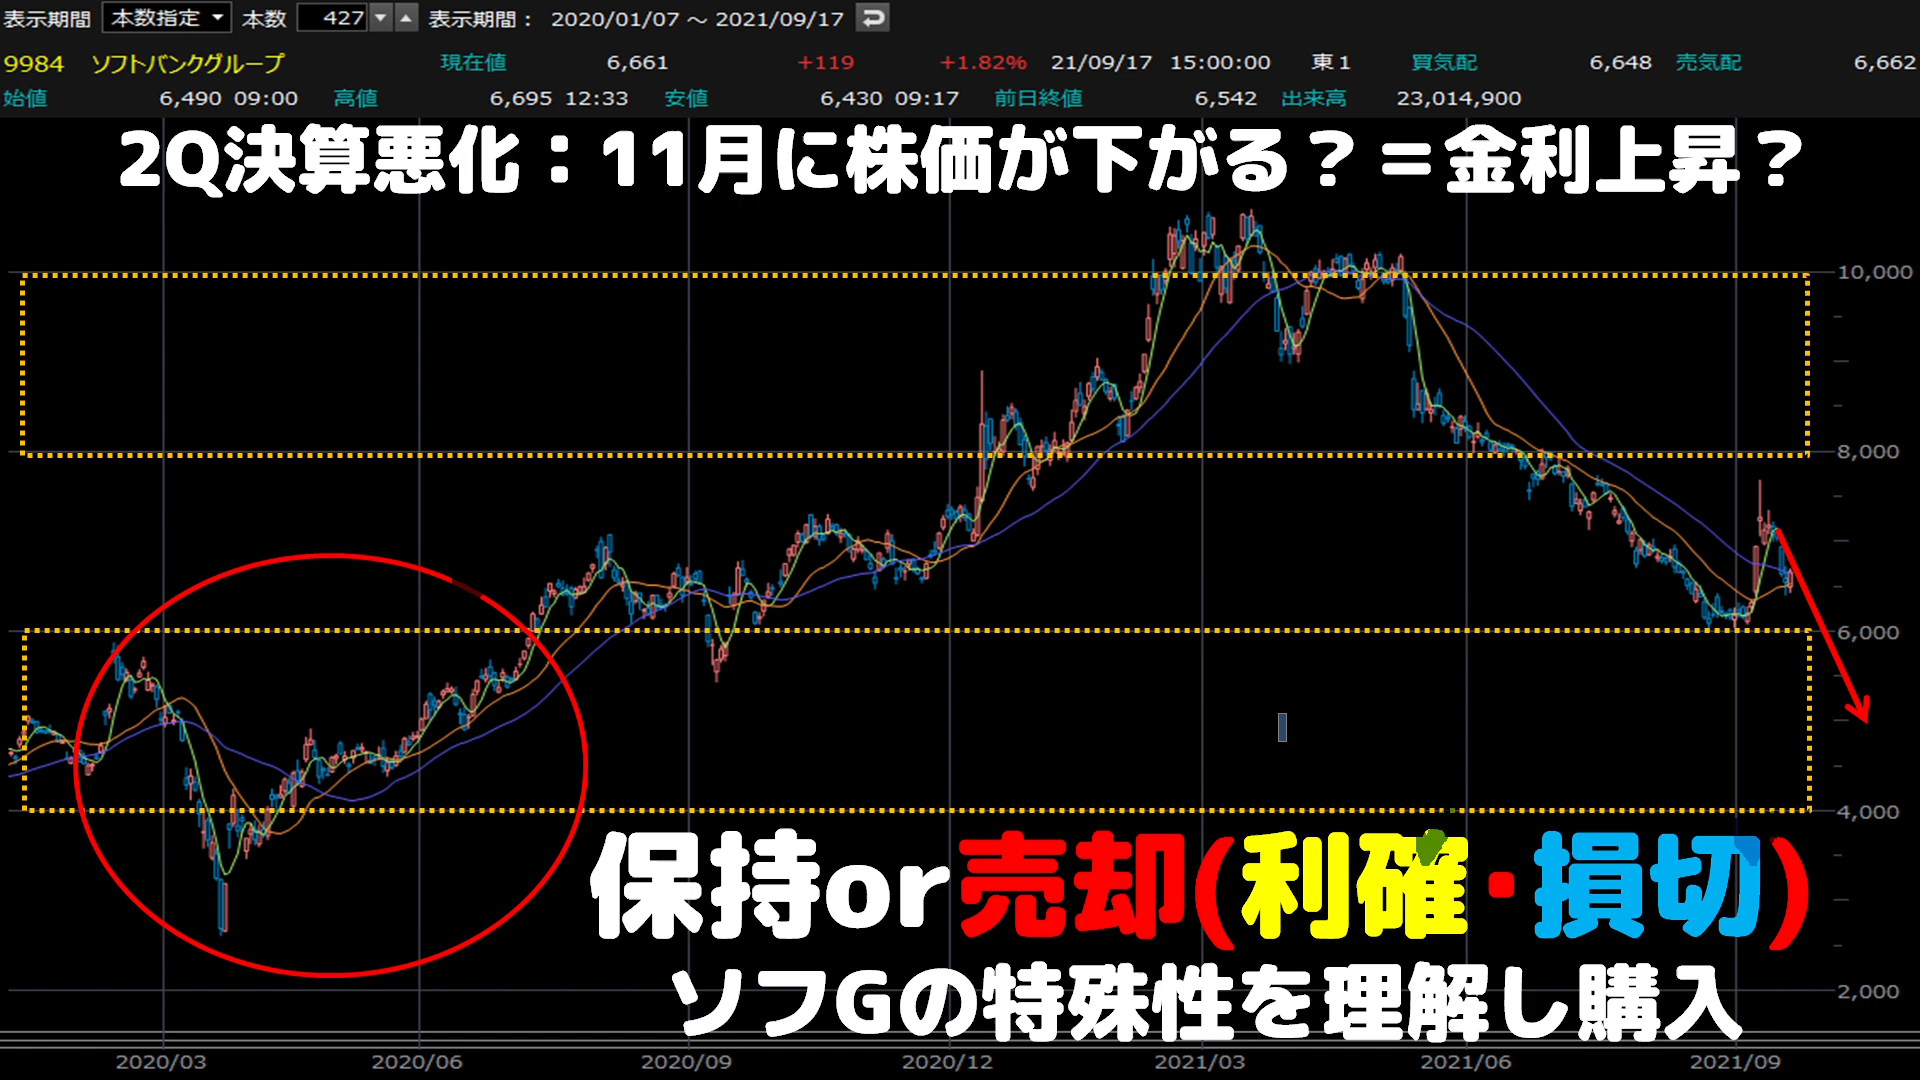 表示期間 本数指定 本数 427 表示期間： 2020/01/07 ～ 2021/09/17
9984 ソフトバンクグループ 現在値 6,661 +119 +1.82% 21/09/17 15:00:00 東1 買気配 6,648 売気配 6,662
始値 6,490 09:00 高値 6,695 12:33 安値 6,430 09:17 前日終値 6,542 出来高 23,014,900
2Q決算悪化：11月に株価が下がる？＝金利上昇？
10,000
8,000
6,000
4,000
保持or売却(利確・損切)
ソフGの特殊性を理解し購入
2,000
2020/03 2020/06 2020/09 2020/12 2021/03 2021/06 2021/09